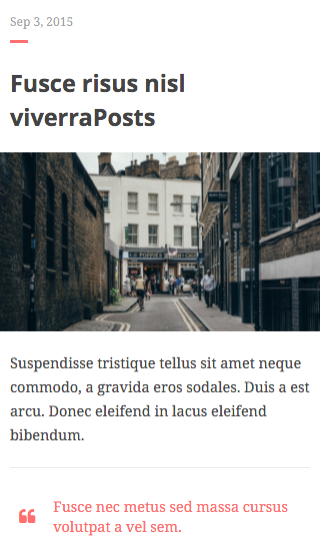 Sep 3, 2015
Fusce risus nisl
viverraPosts
Suspendisse tristique tellus sit amet neque
commodo, a gravida eros sodales. Duis a est
arcu. Donec eleifend in lacus eleifend
bibendum.
Fusce nec metus sed massa cursus
volutpat a vel sem.